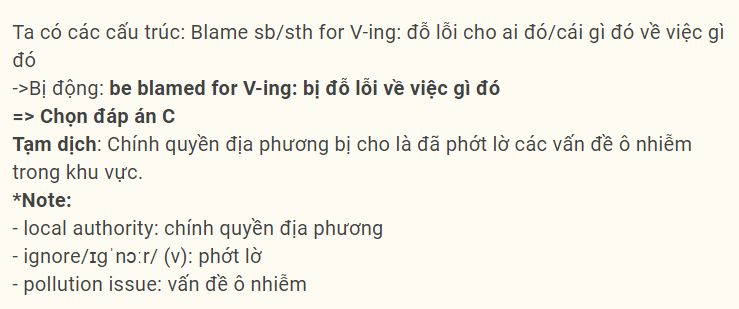 Ta có các cấu trúc: Blame sb/sth for V-ing: đỗ lỗi cho ai đó/cái gì đó về việc gì
đó
->Bị động: be blamed for V-ing: bị đỗ lỗi về việc gì đó
=> Chọn đáp án C
Tạm dịch: Chính quyền địa phương bị cho là đã phớt lờ các vấn đề ô nhiễm
trong khu vực.
*Note:
- local authority: chính quyền địa phương
- ignore/ɪɡˈnɔːr/ (v): phớt lờ
- pollution issue: vấn đề ô nhiễm